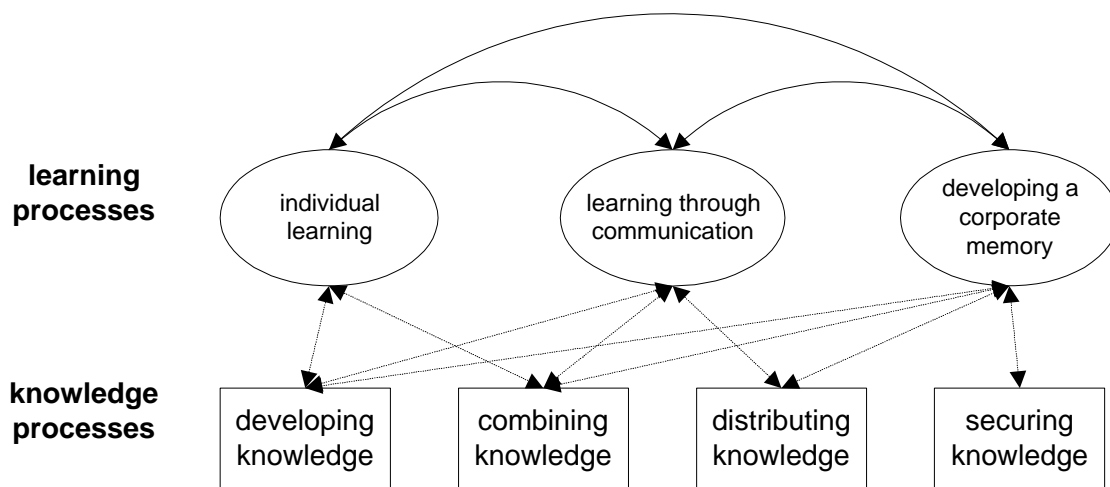 learning
processes
individual
learning
learning through
communication
developing a
corporate
memory
knowledge
processes
developing
knowledge
combining
knowledge
distributing
knowledge
securing
knowledge